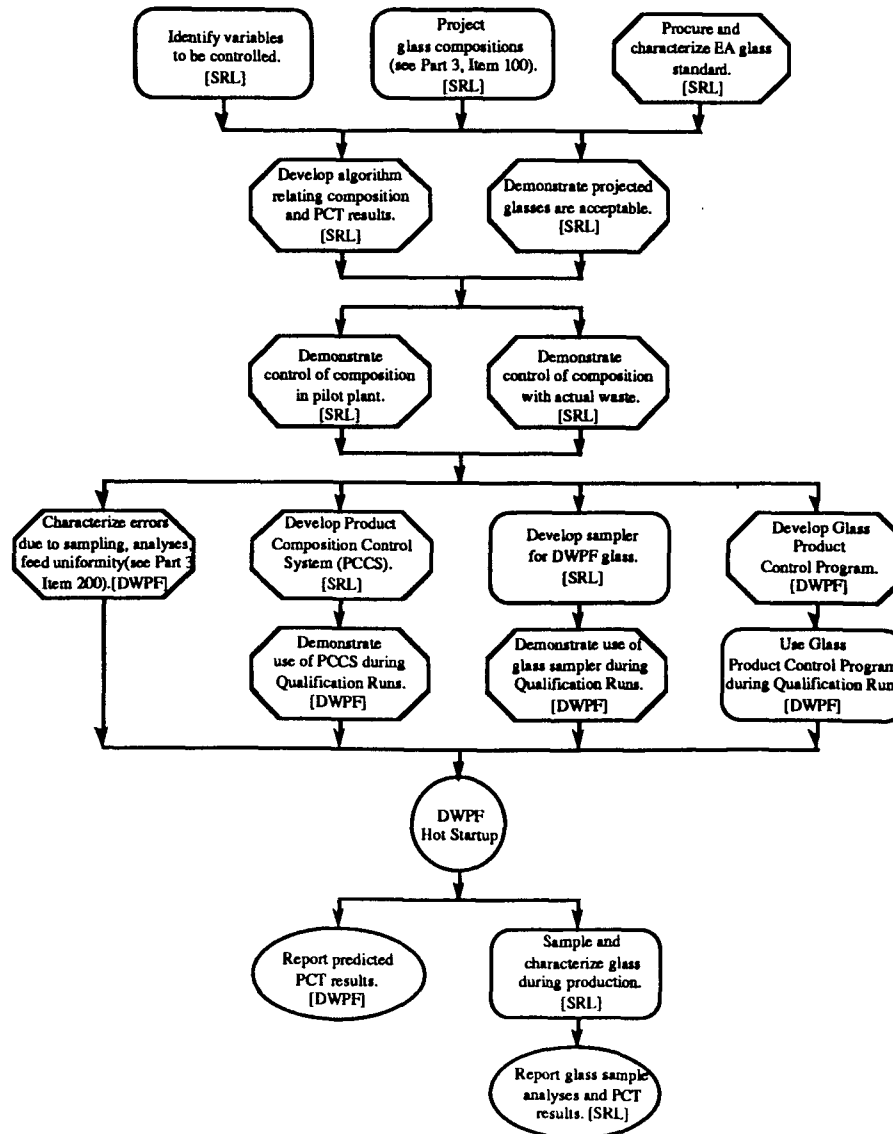 Identify variables
to be controlled.
[SRL]
Project
glass compositions
(see Part 3, Item 100).
[SRL]
Procure and
characterize EA glass
standard.
[SRL]
Develop algorithm
relating composition
and PCT results.
[SRL]
Demonstrate projected
glasses are acceptable.
[SRL]
Demonstrate
control of composition
in pilot plant.
[SRL]
Demonstrate
control of composition
with actual waste.
[SRL]
Characterize errors
due to sampling, analyses,
feed uniformity(see Part 3
Item 200).[DWPF]
Develop Product
Composition Control
System (PCCS).
[SRL]
Develop sampler
for DWPF glass.
[SRL]
Develop Glass
Product
Control Program.
[DWPF]
Demonstrate
use of PCCS during
Qualification Runs.
[DWPF]
Demonstrate use of
glass sampler during
Qualification Runs.
[DWPF]
Use Glass
Product Control Program
during Qualification Run
[DWPF]
DWPF
Hot Startup
Report predicted
PCT results.
[DWPF]
Sample and
characterize glass
during production.
[SRL]
Report glass sample
analyses and PCT
results. [SRL]